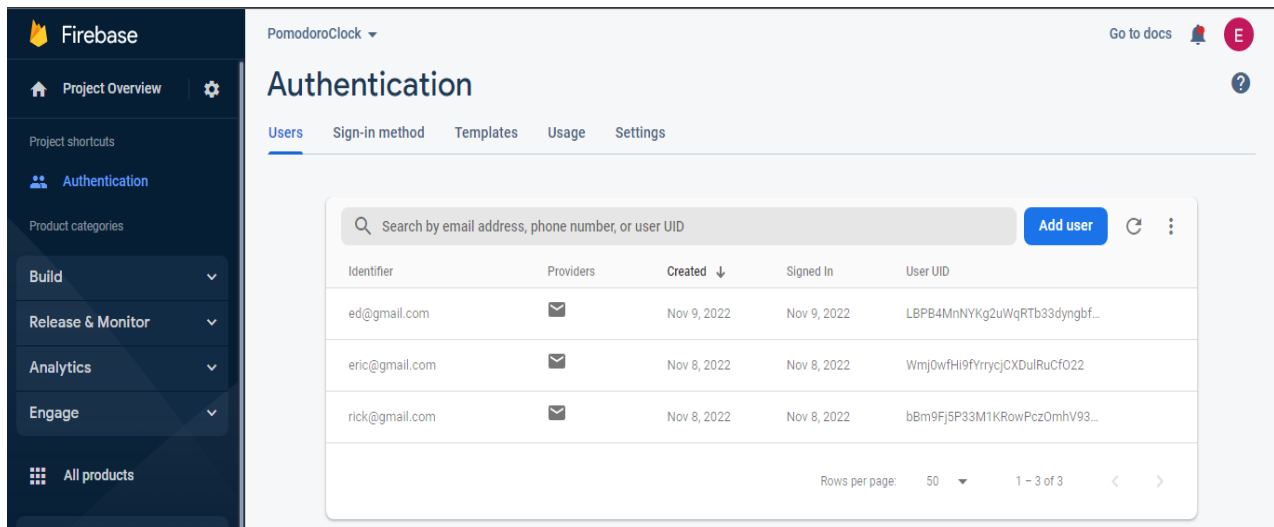 Firebase
Project Overview
Project shortcuts
Authentication
Product categories
Build
Release & Monitor
Analytics
Engage
All products
PomodoroClock
Go to docs
E
Authentication
Users Sign-in method Templates Usage Settings
Search by email address, phone number, or user UID
Add user
Identifier Providers Created Signed In User UID
ed@gmail.com Nov 9, 2022 Nov 9, 2022 LBPB4MnNYKg2uWqRTb33dyngbf...
eric@gmail.com Nov 8, 2022 Nov 8, 2022 Wmj0wfHi9fYrrycjCXDulRuCfO22
rick@gmail.com Nov 8, 2022 Nov 8, 2022 bBm9Fj5P33M1KRowPczOmhV93...
Rows per page: 50 1 – 3 of 3